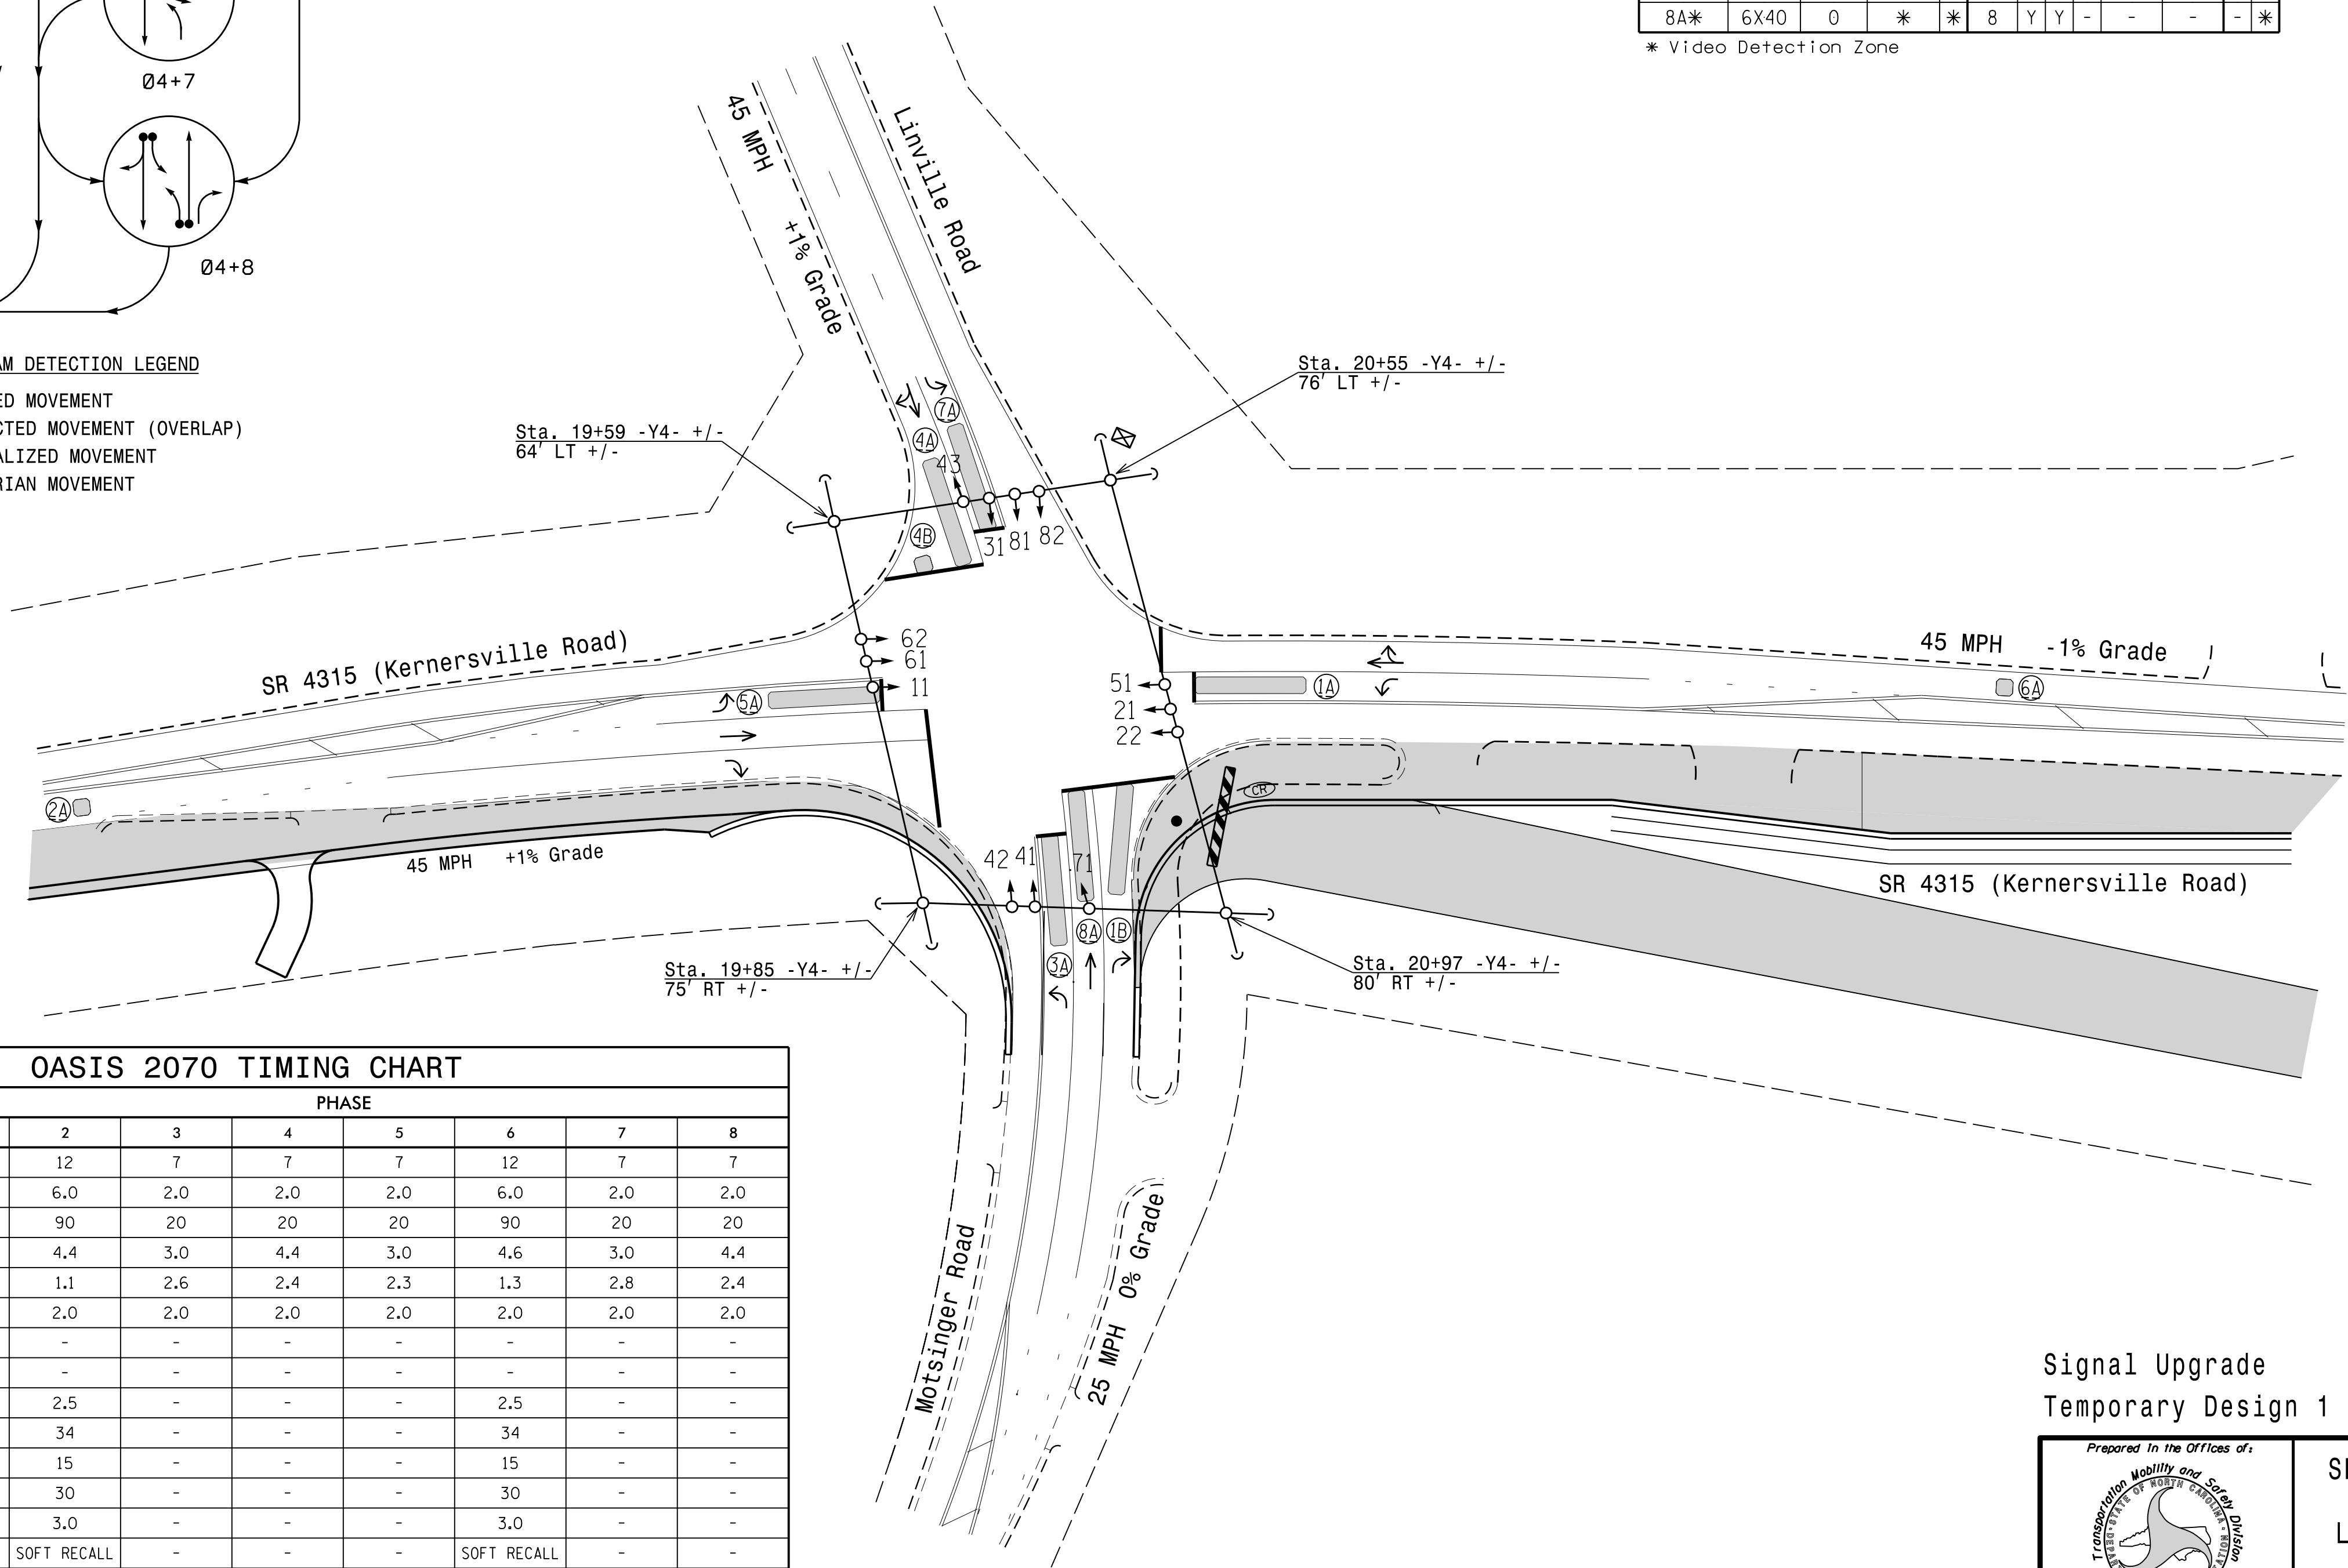 Ø4+7
Ø4+8
8A* 6X40 0 * * 8 Y Y - - - - *
* Video Detection Zone
AM DETECTION LEGEND
ED MOVEMENT
CTED MOVEMENT (OVERLAP)
ALIZED MOVEMENT
RIAN MOVEMENT
45 MPH +1% Grade
Linville Road
Sta. 20+55 -Y4- +/-
76' LT +/-
Sta. 19+59 -Y4- +/-
64' LT +/-
7A
4A
43
4B
31 81 82
62
61
11
SR 4315 (Kernersville Road)
5A
2A
45 MPH +1% Grade
45 MPH -1% Grade
51
21
22
1A
6A
CR
SR 4315 (Kernersville Road)
42 41 71
8A 1B
3A
Sta. 19+85 -Y4- +/-
75' RT +/-
Sta. 20+97 -Y4- +/-
80' RT +/-
Motsinger Road
25 MPH 0% Grade
OASIS 2070 TIMING CHART
PHASE
2 3 4 5 6 7 8
12 7 7 7 12 7 7
6.0 2.0 2.0 2.0 6.0 2.0 2.0
90 20 20 20 90 20 20
4.4 3.0 4.4 3.0 4.6 3.0 4.4
1.1 2.6 2.4 2.3 1.3 2.8 2.4
2.0 2.0 2.0 2.0 2.0 2.0 2.0
- - - - - - -
- - - - - - -
2.5 - - - 2.5 - -
34 - - - 34 - -
15 - - - 15 - -
30 - - - 30 - -
3.0 - - - 3.0 - -
SOFT RECALL - - - SOFT RECALL - -
Signal Upgrade
Temporary Design 1
Prepared in the Offices of:
Transportation Mobility and Safety Division
STATE OF NORTH CAROLINA